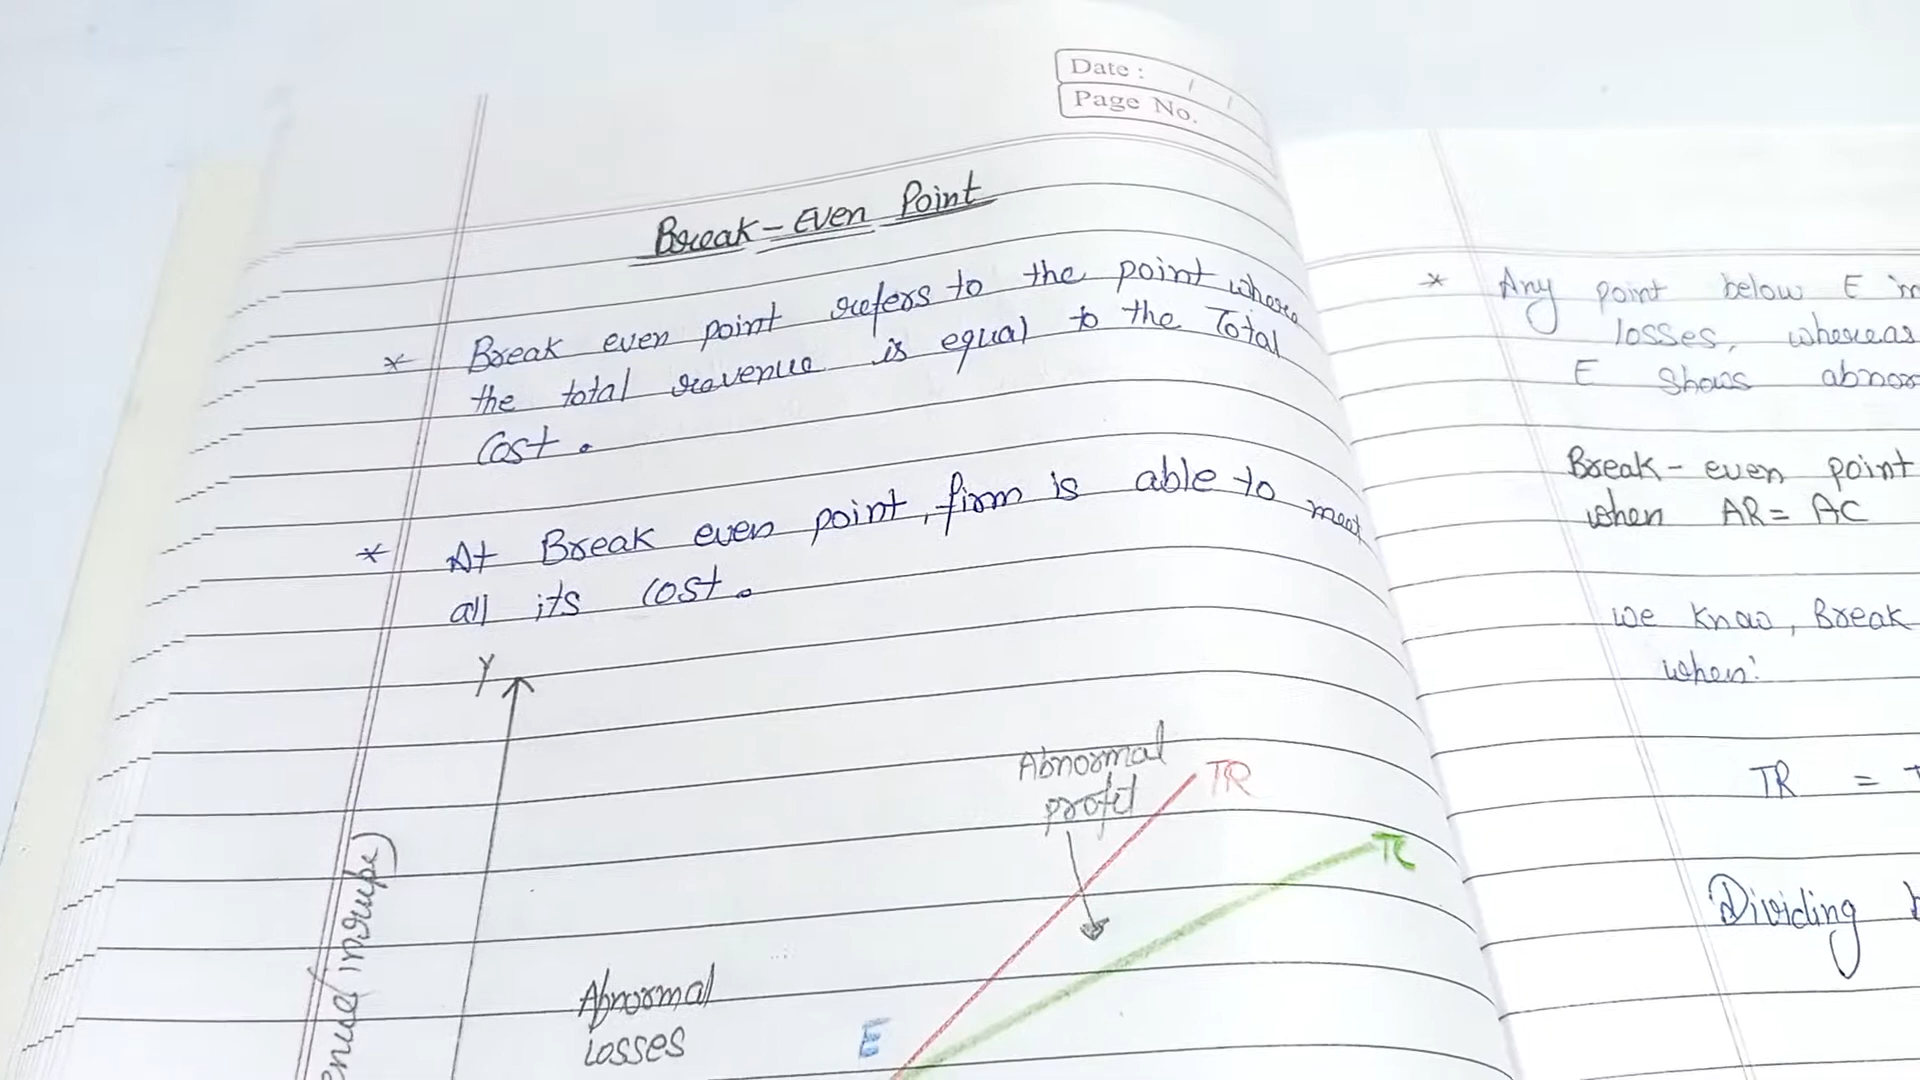 Date : / /
Page No.
Break-Even Point
* Break even point refers to the point where
the total revenue is equal to the Total
Cost.
* At Break even point, firm is able to meet
all its cost.
Y
Abnormal
profit
TR
TC
(in rups)
Abnormal
losses
E
* Any point below E
losses, whereas
E shows
Break-even point
when AR = AC
we know, Break
when:
TR =
Dividing